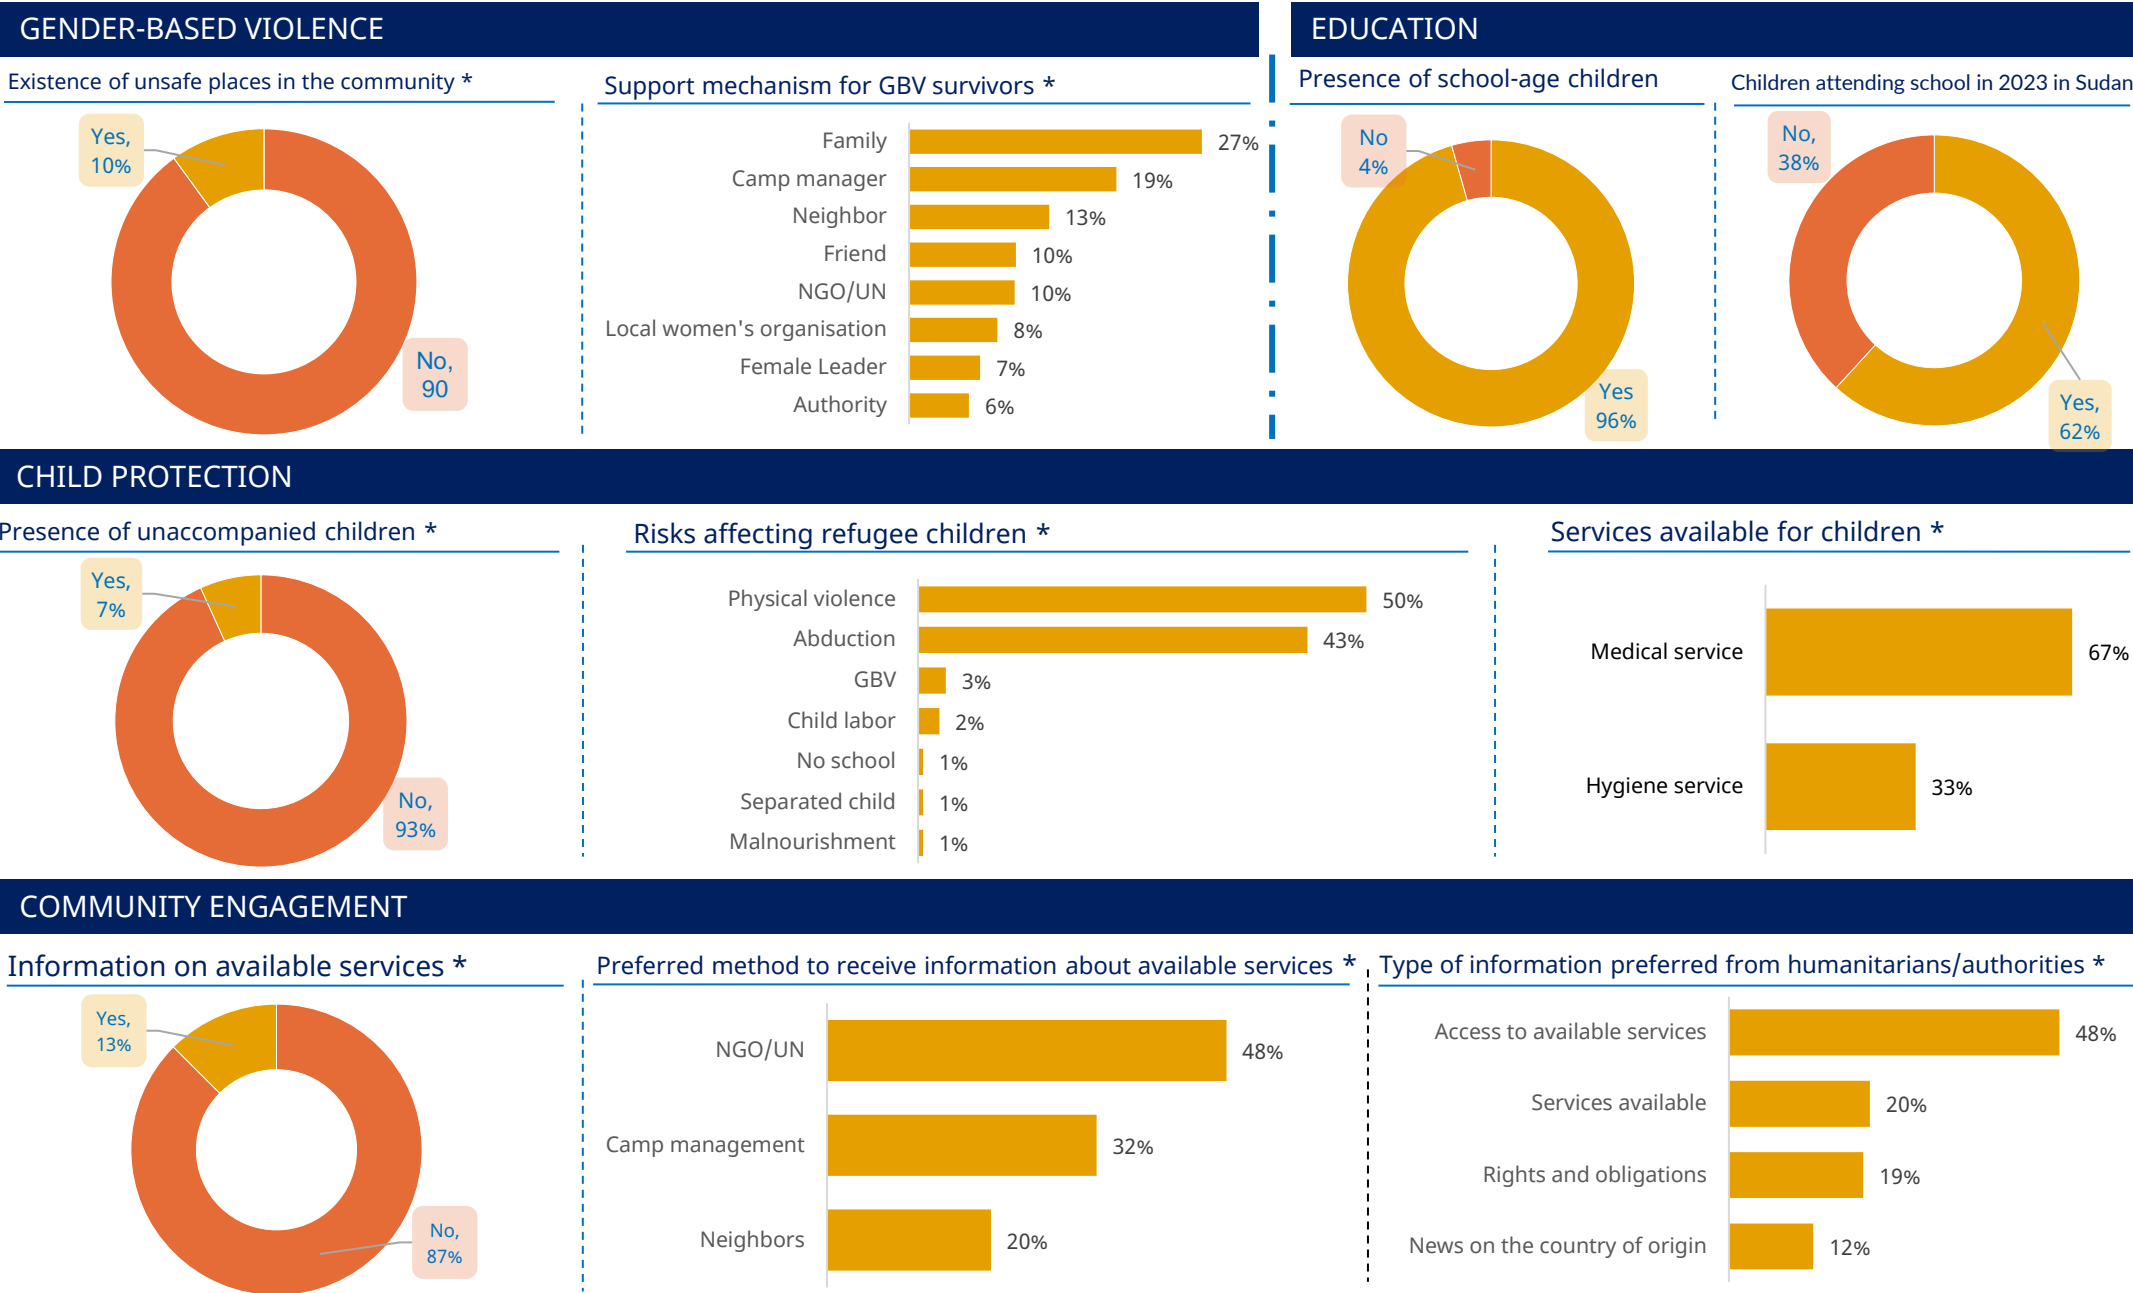 GENDER-BASED VIOLENCE
Existence of unsafe places in the community *
Yes,
10%
No,
90
Support mechanism for GBV survivors *
Family 27%
Camp manager 19%
Neighbor 13%
Friend 10%
NGO/UN 10%
Local women's organisation 8%
Female Leader 7%
Authority 6%
EDUCATION
Presence of school-age children
No
4%
Yes
96%
Children attending school in 2023 in Sudan
No,
38%
Yes,
62%
CHILD PROTECTION
Presence of unaccompanied children *
Yes,
7%
No,
93%
Risks affecting refugee children *
Physical violence 50%
Abduction 43%
GBV 3%
Child labor 2%
No school 1%
Separated child 1%
Malnourishment 1%
Services available for children *
Medical service 67%
Hygiene service 33%
COMMUNITY ENGAGEMENT
Information on available services *
Yes,
13%
No,
87%
Preferred method to receive information about available services *
NGO/UN 48%
Camp management 32%
Neighbors 20%
Type of information preferred from humanitarians/authorities *
Access to available services 48%
Services available 20%
Rights and obligations 19%
News on the country of origin 12%